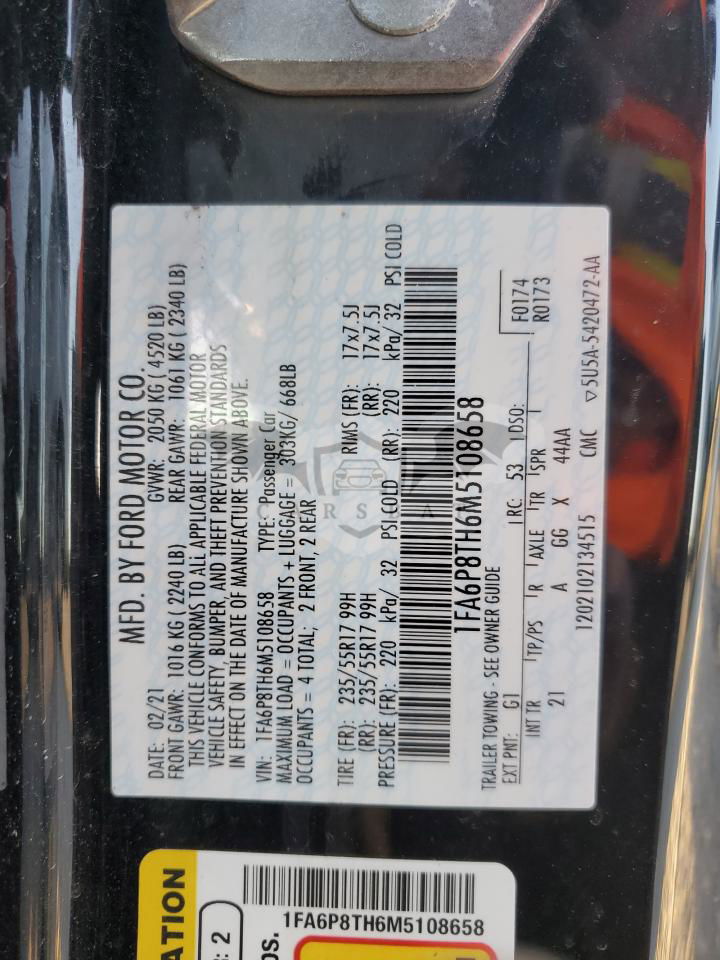 MFD. BY FORD MOTOR CO.
DATE: 02/21 GVWR: 2050 KG ( 4520 LB)
FRONT GAWR: 1016 KG ( 2240 LB) REAR GAWR: 1061 KG ( 2340 LB)
THIS VEHICLE CONFORMS TO ALL APPLICABLE FEDERAL MOTOR
VEHICLE SAFETY, BUMPER, AND THEFT PREVENTION STANDARDS
IN EFFECT ON THE DATE OF MANUFACTURE SHOWN ABOVE.
VIN: 1FA6P8TH6M5108658 TYPE: Passenger Car
MAXIMUM LOAD = OCCUPANTS + LUGGAGE = 303KG/ 668LB
OCCUPANTS = 4 TOTAL; 2 FRONT, 2 REAR
TIRE (FR): 235/55R17 99H RIMS (FR): 17x7.5J
(RR): 235/55R17 99H (RR): 17x7.5J
PRESSURE (FR): 220 kPa/ 32 PSI COLD (RR): 220 kPa/ 32 PSI COLD
1FA6P8TH6M5108658
TRAILER TOWING - SEE OWNER GUIDE
F0174
R0173
EXT PNT: G1 RC: 53 DSO:
INT TR TP/PS R AXLE TR SPR
21 A GG X 44AA
1202102134515 CMC ▽5U5A-5420472-AA
1FA6P8TH6M5108658
ATION
: 2
os.